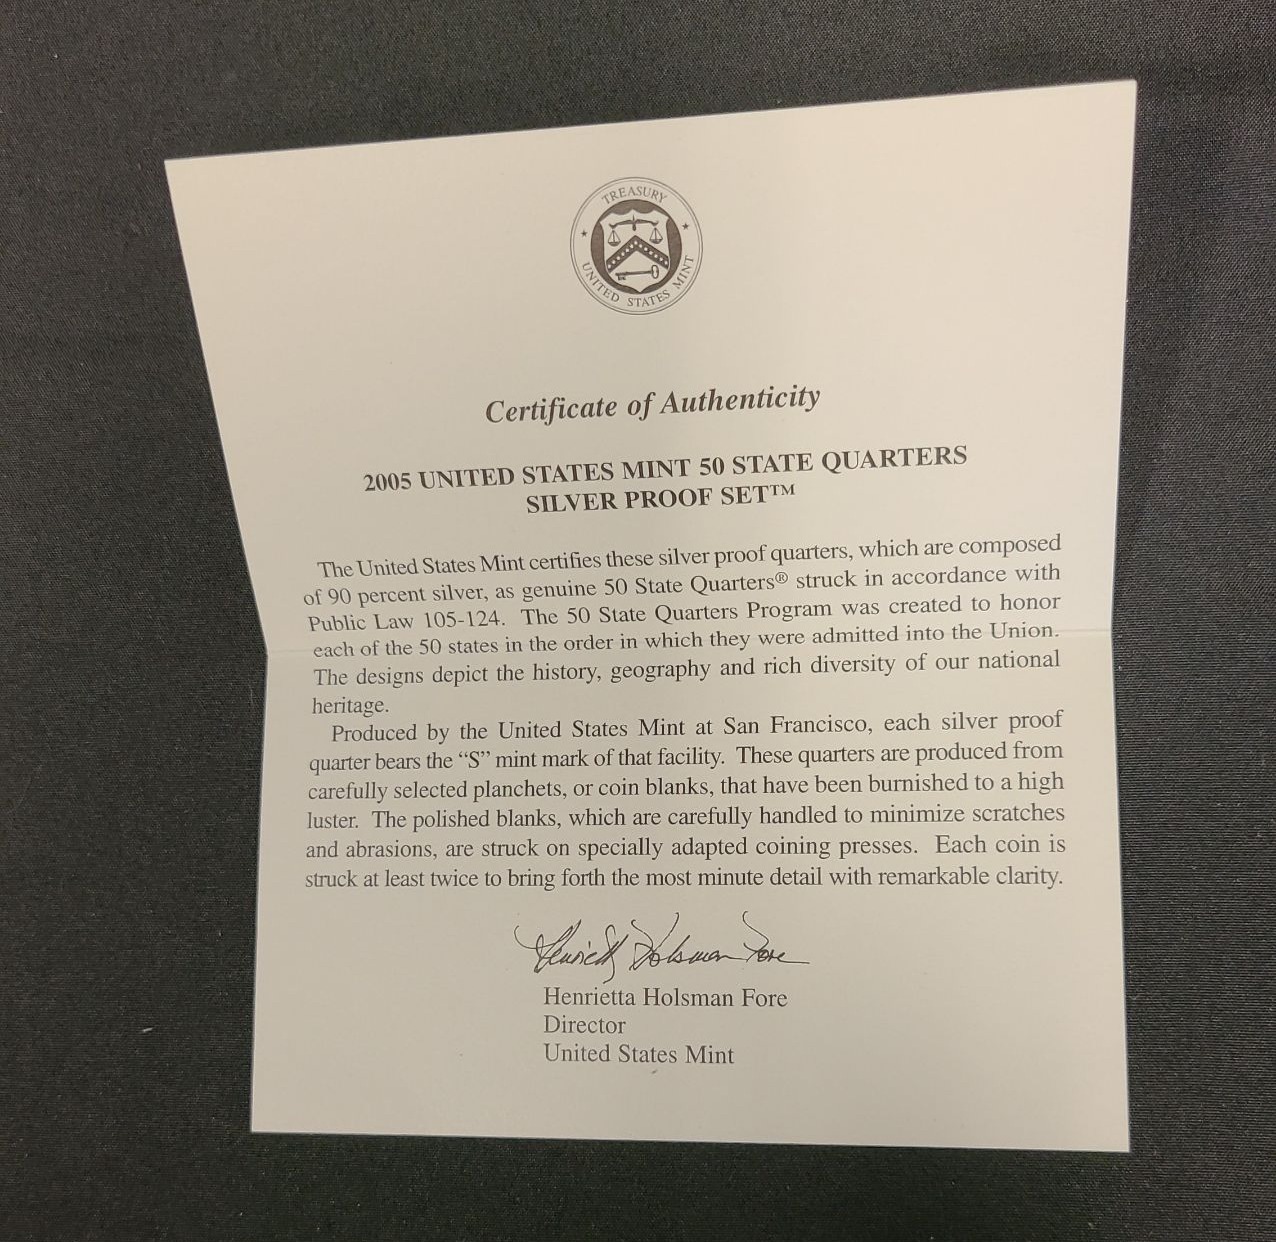 TREASURY
UNITED STATES MINT
Certificate of Authenticity
2005 UNITED STATES MINT 50 STATE QUARTERS
SILVER PROOF SET™
The United States Mint certifies these silver proof quarters, which are composed
of 90 percent silver, as genuine 50 State Quarters® struck in accordance with
Public Law 105-124. The 50 State Quarters Program was created to honor
each of the 50 states in the order in which they were admitted into the Union.
The designs depict the history, geography and rich diversity of our national
heritage.
Produced by the United States Mint at San Francisco, each silver proof
quarter bears the “S” mint mark of that facility. These quarters are produced from
carefully selected planchets, or coin blanks, that have been burnished to a high
luster. The polished blanks, which are carefully handled to minimize scratches
and abrasions, are struck on specially adapted coining presses. Each coin is
struck at least twice to bring forth the most minute detail with remarkable clarity.
Henrietta Holsman Fore
Henrietta Holsman Fore
Director
United States Mint